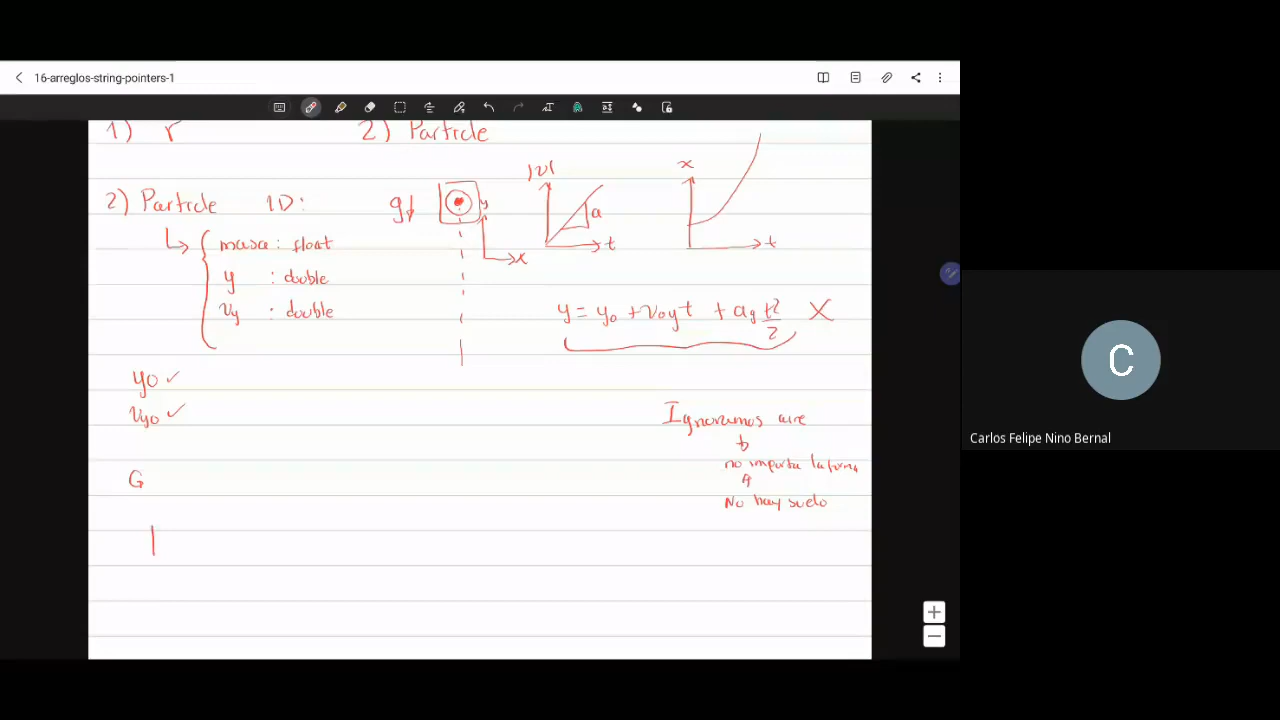 16-arreglos-string-pointers-1
1) r 2) Particle
2) Particle 1D: g↓ y x |v| t a x t
masa : float
y : double
vy : double
y = y0 + v0yt + ag t²/2 X
y0 ✓
vy0 ✓
Ignoramos aire
no importa la forma
No hay suelo
G
|
C
Carlos Felipe Nino Bernal